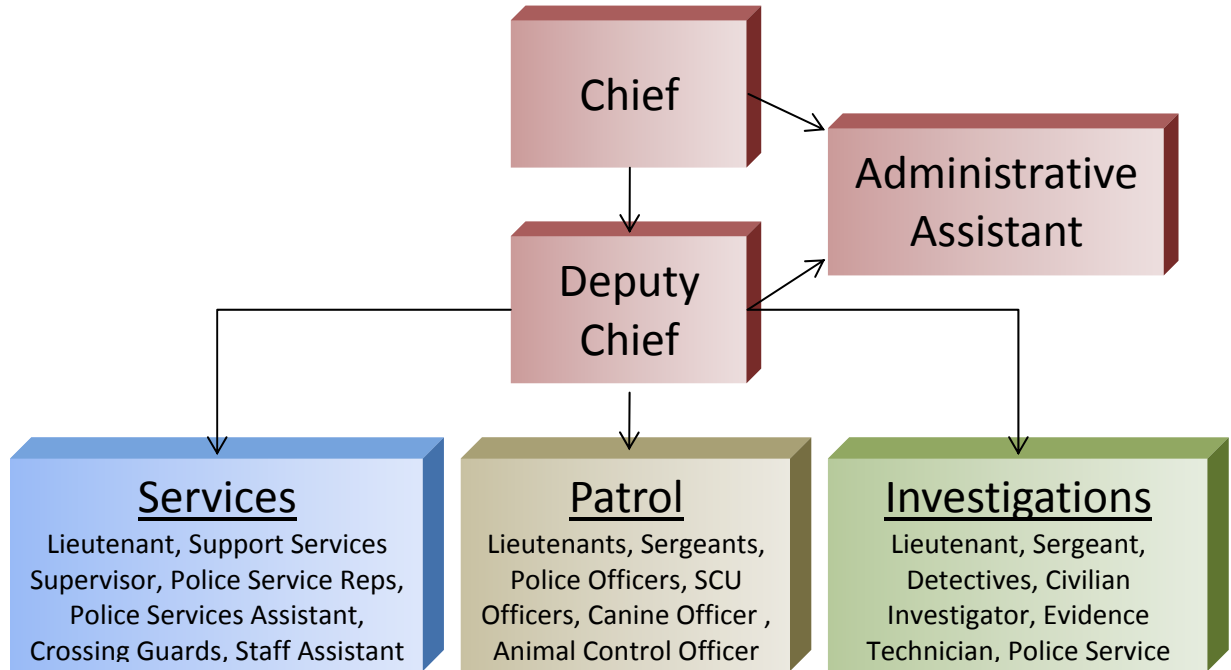 Chief
Administrative
Assistant
Deputy
Chief
Services
Lieutenant, Support Services
Supervisor, Police Service Reps,
Police Services Assistant,
Crossing Guards, Staff Assistant
Patrol
Lieutenants, Sergeants,
Police Officers, SCU
Officers, Canine Officer ,
Animal Control Officer
Investigations
Lieutenant, Sergeant,
Detectives, Civilian
Investigator, Evidence
Technician, Police Service